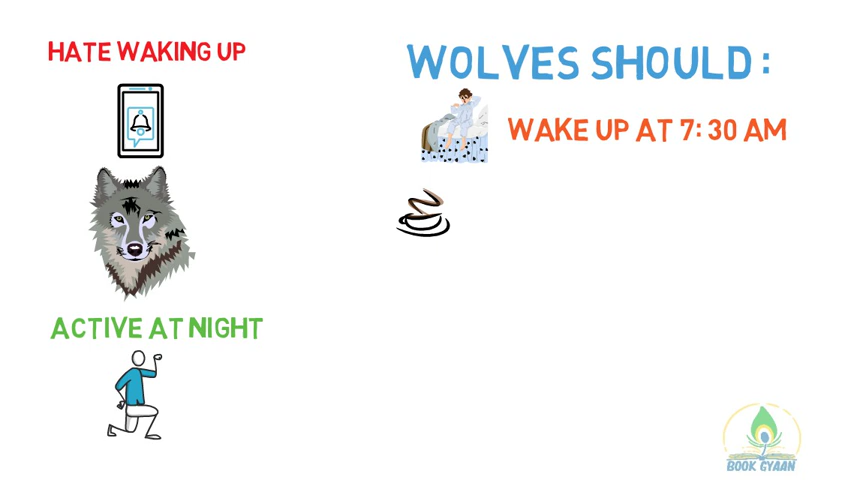 HATE WAKING UP
WOLVES SHOULD :
WAKE UP AT 7: 30 AM
ACTIVE AT NIGHT
BOOK GYAAN